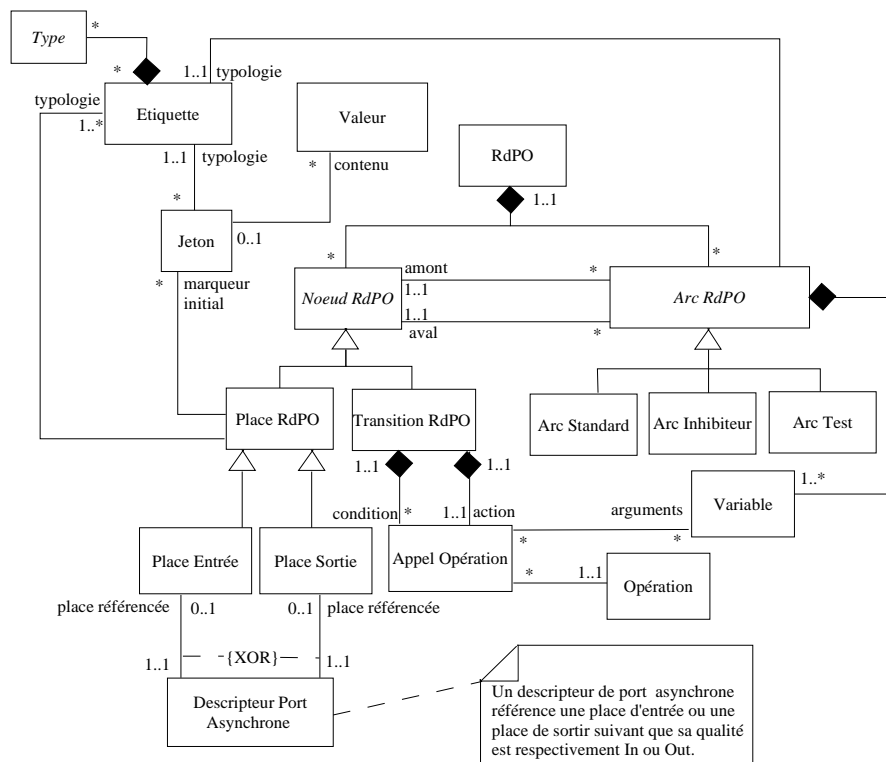 Type
*
*
1..1
typologie
typologie
1..*
Etiquette
Valeur
RdPO
1..1
typologie
*
contenu
1..1
*
Jeton
0..1
*
marqueur
initial
*
*
Noeud RdPO
amont
1..1
*
1..1
aval
*
Arc RdPO
Place RdPO
Transition RdPO
Arc Standard
Arc Inhibiteur
Arc Test
1..1
1..1
condition
*
1..1
action
arguments
1..*
Variable
Place Entrée
Place Sortie
Appel Opération
*
*
*
1..1
Opération
place référencée
0..1
0..1
place référencée
{XOR}
1..1
1..1
Descripteur Port
Asynchrone
Un descripteur de port asynchrone
référence une place d'entrée ou une
place de sortir suivant que sa qualité
est respectivement In ou Out.